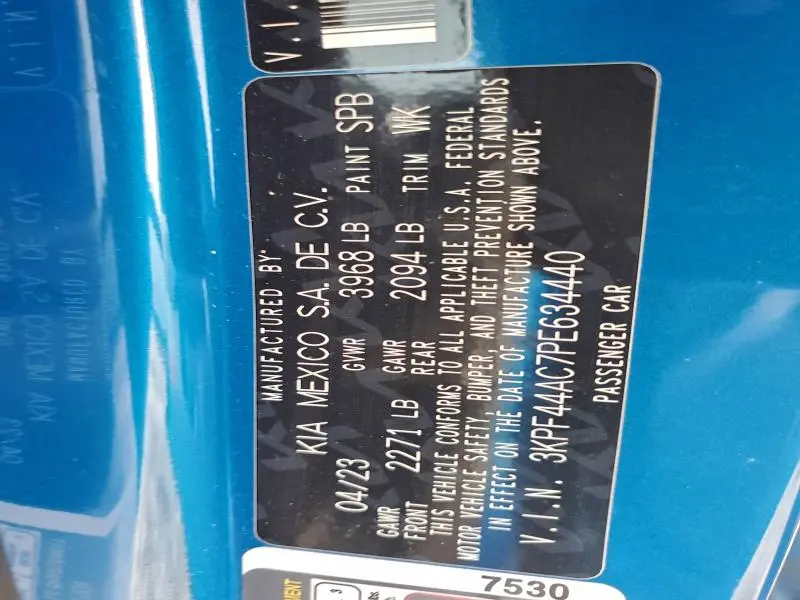 V.I.
MANUFACTURED BY:
KIA MEXICO S.A. DE C.V.
04/23 GVWR 3968 LB PAINT SPB
GAWR FRONT 2271 LB GAWR REAR 2094 LB TRIM WK
THIS VEHICLE CONFORMS TO ALL APPLICABLE U.S.A. FEDERAL
MOTOR VEHICLE SAFETY, BUMPER, AND THEFT PREVENTION STANDARDS
IN EFFECT ON THE DATE OF MANUFACTURE SHOWN ABOVE.
V.I.N. 3KPF44AC7PE634440
PASSENGER CAR
7530